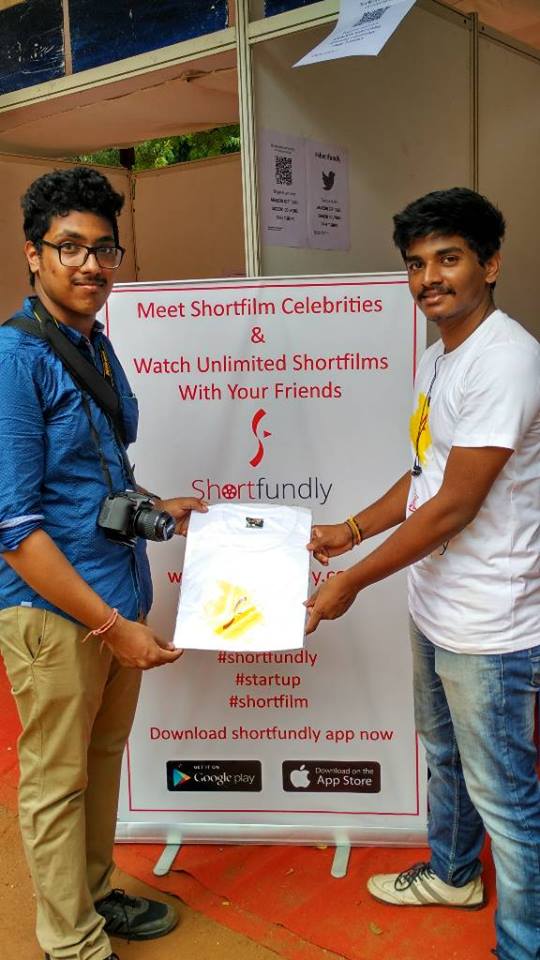 Meet Shortfilm Celebrities
&
Watch Unlimited Shortfilms
With Your Friends
Shortfundly
#shortfundly
#startup
#shortfilm
Download shortfundly app now
GET IT ON
Google play
Download on the
App Store